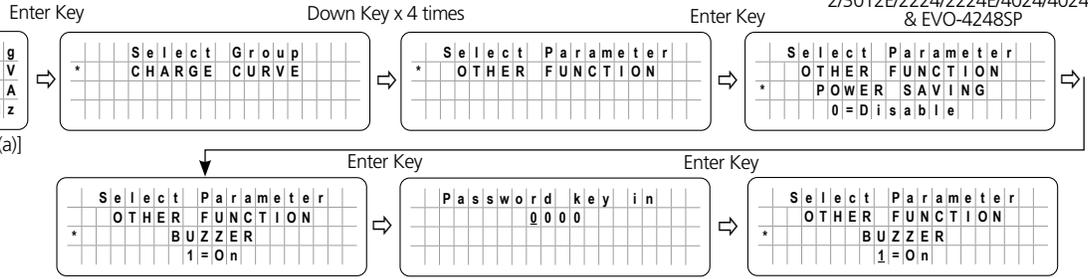 Enter Key
Down Key x 4 times
Enter Key
& EVO-4248SP
g
V
A
z
(a)]
Select Group
* CHARGE CURVE
Select Parameter
* OTHER FUNCTION
Select Parameter
OTHER FUNCTION
* POWER SAVING
0=Disable
Enter Key
Enter Key
Select Parameter
OTHER FUNCTION
* BUZZER
1=On
Password key in
0000
Select Parameter
OTHER FUNCTION
* BUZZER
1=On